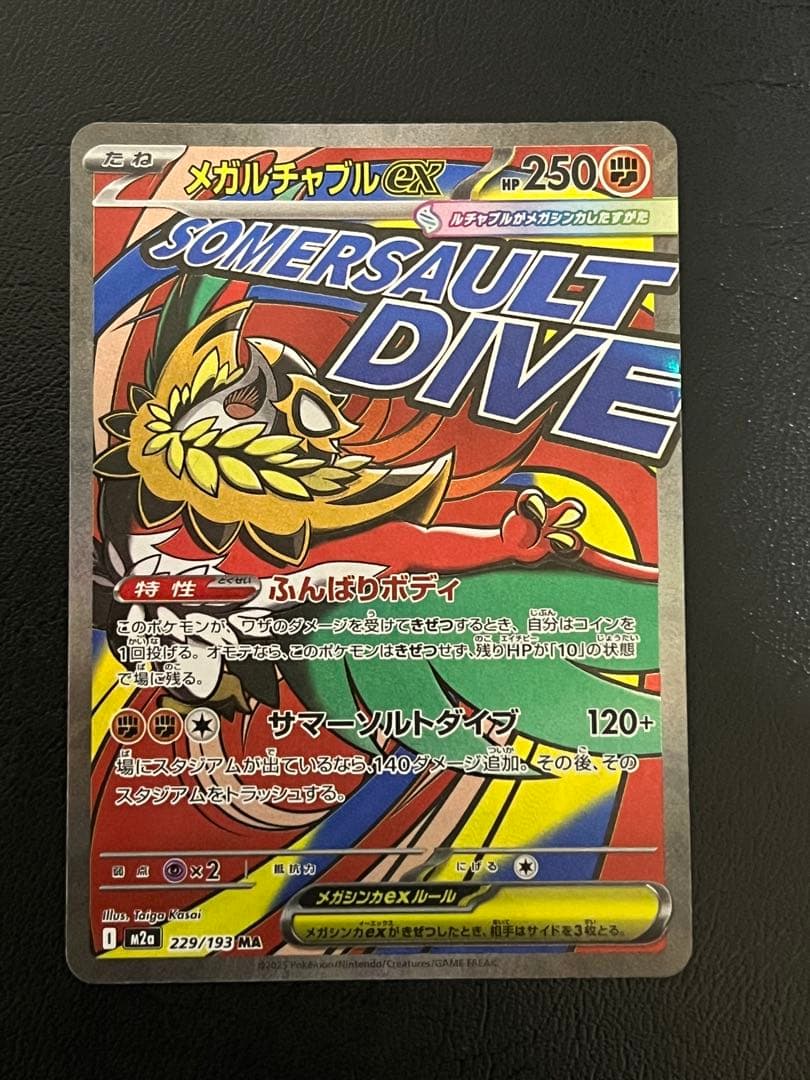 たね
メガルチャブルex HP250
ルチャブルがメガシンカしたすがた
SOMERSAULT
DIVE
特性 とくせい ふんばりボディ
このポケモンが、ワザのダメージを受けてきぜつするとき、自分はコインを
1回投げる。オモテなら、このポケモンはきぜつせず、残りHPが「10」の状態
で場に残る。
サマーソルトダイブ 120+
場にスタジアムが出ているなら、140ダメージ追加。その後、その
スタジアムをトラッシュする。
弱点 ×2 抵抗力 にげる
メガシンカexルール
メガシンカexがきぜつしたとき、相手はサイドを3枚とる。
Illus. Taiga Kasai
I m2a 229/193 MA
©2025 Pokémon/Nintendo/Creatures/GAME FREAK.